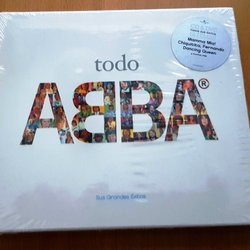 todo
ABBA®
Mamma Mia!
Chiquitita, Fernando
Dancing Queen
Sus Grandes Éxitos